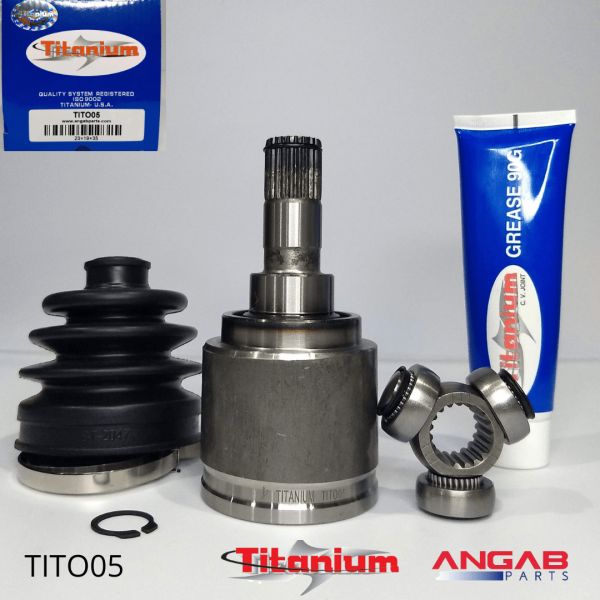 Titanium
QUALITY SYSTEM REGISTERED
ISO 9002
TITANIUM- U.S.A.
TITO05
www.angabparts.com
23×19×35
GREASE 90G
C. V. JOINT
Titanium
TITANIUM TITO05
TITO05
Titanium
ANGAB
PARTS